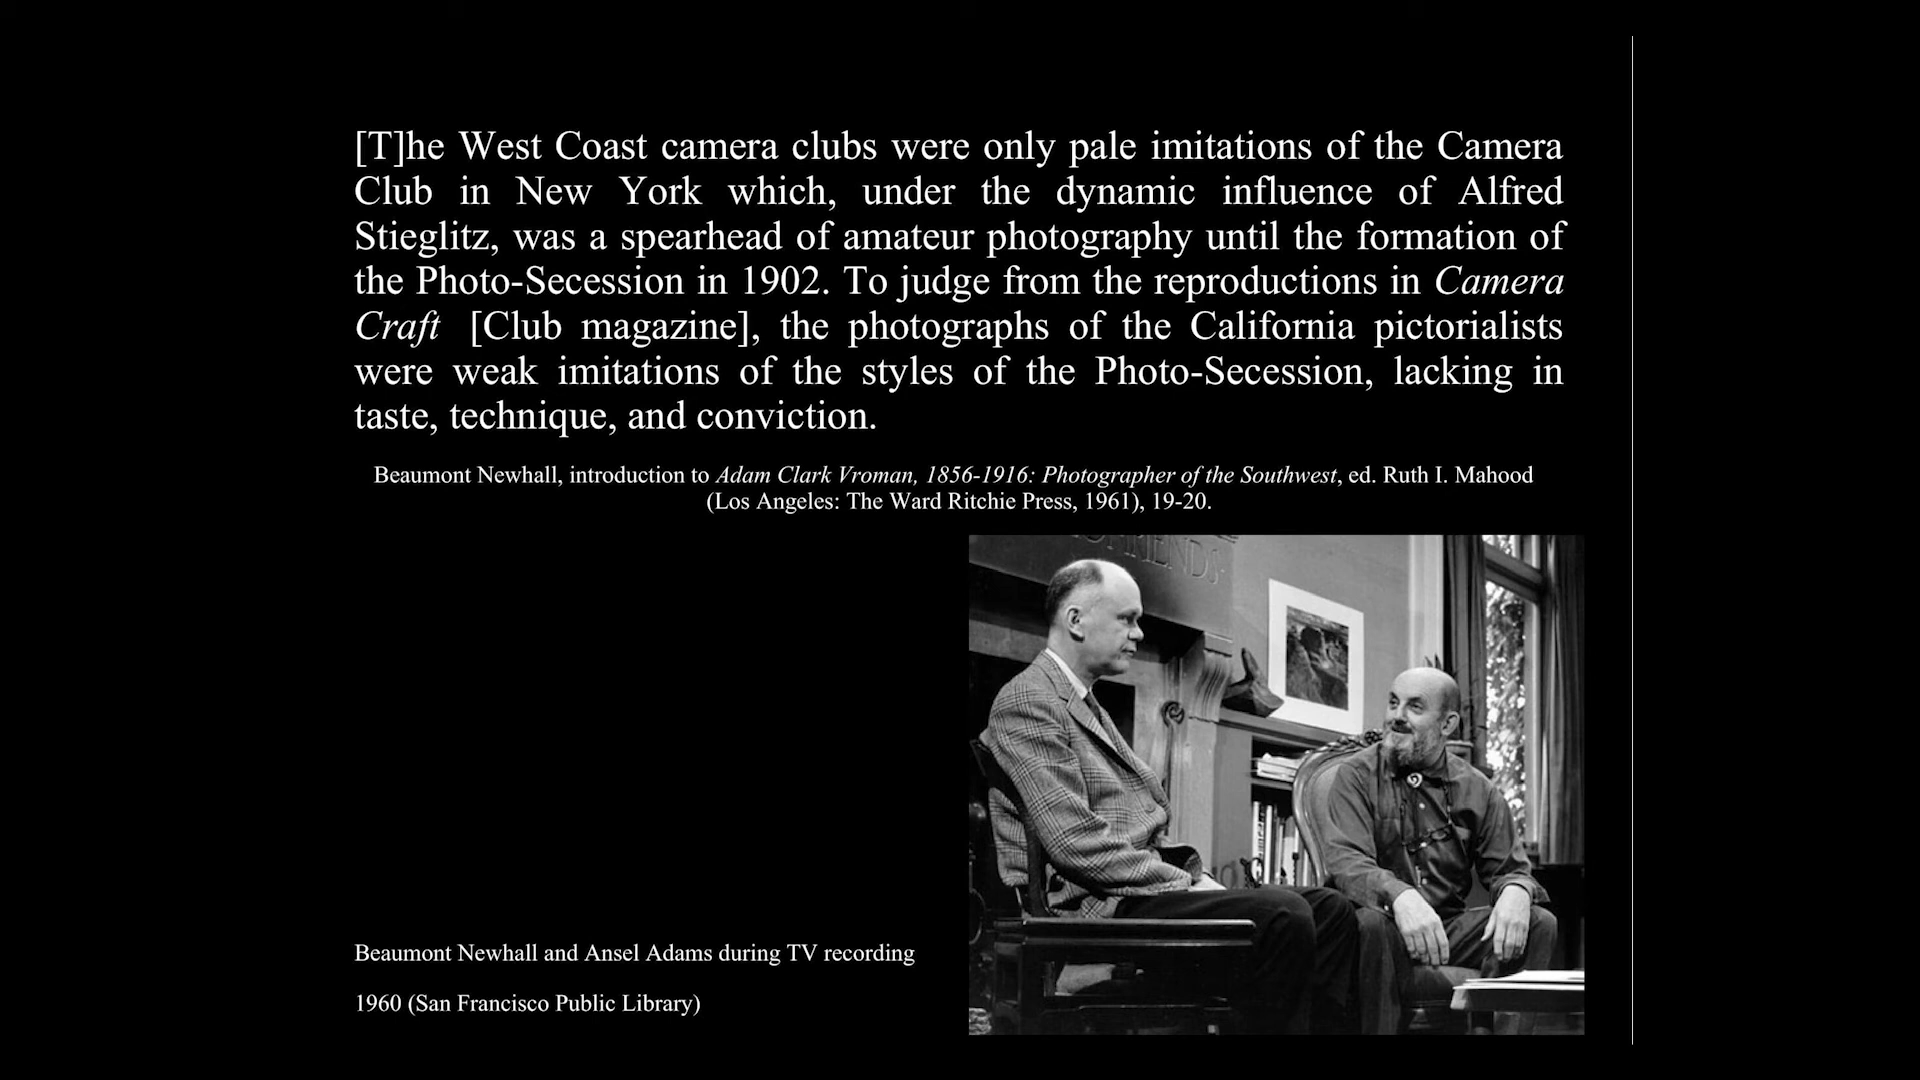 [T]he West Coast camera clubs were only pale imitations of the Camera
Club in New York which, under the dynamic influence of Alfred
Stieglitz, was a spearhead of amateur photography until the formation of
the Photo-Secession in 1902. To judge from the reproductions in Camera
Craft [Club magazine], the photographs of the California pictorialists
were weak imitations of the styles of the Photo-Secession, lacking in
taste, technique, and conviction.
Beaumont Newhall, introduction to Adam Clark Vroman, 1856-1916: Photographer of the Southwest, ed. Ruth I. Mahood
(Los Angeles: The Ward Ritchie Press, 1961), 19-20.
Beaumont Newhall and Ansel Adams during TV recording
1960 (San Francisco Public Library)